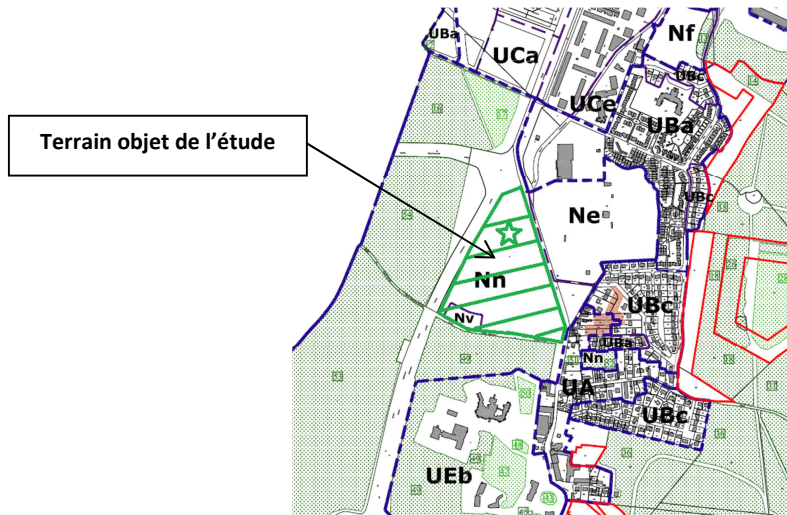 UBa
UCa
Nf
UBc
UCe
UBa
Terrain objet de l’étude
UBc
Ne
Nn
Nv
UBc
UBa
Nn
UA
UBc
UEb